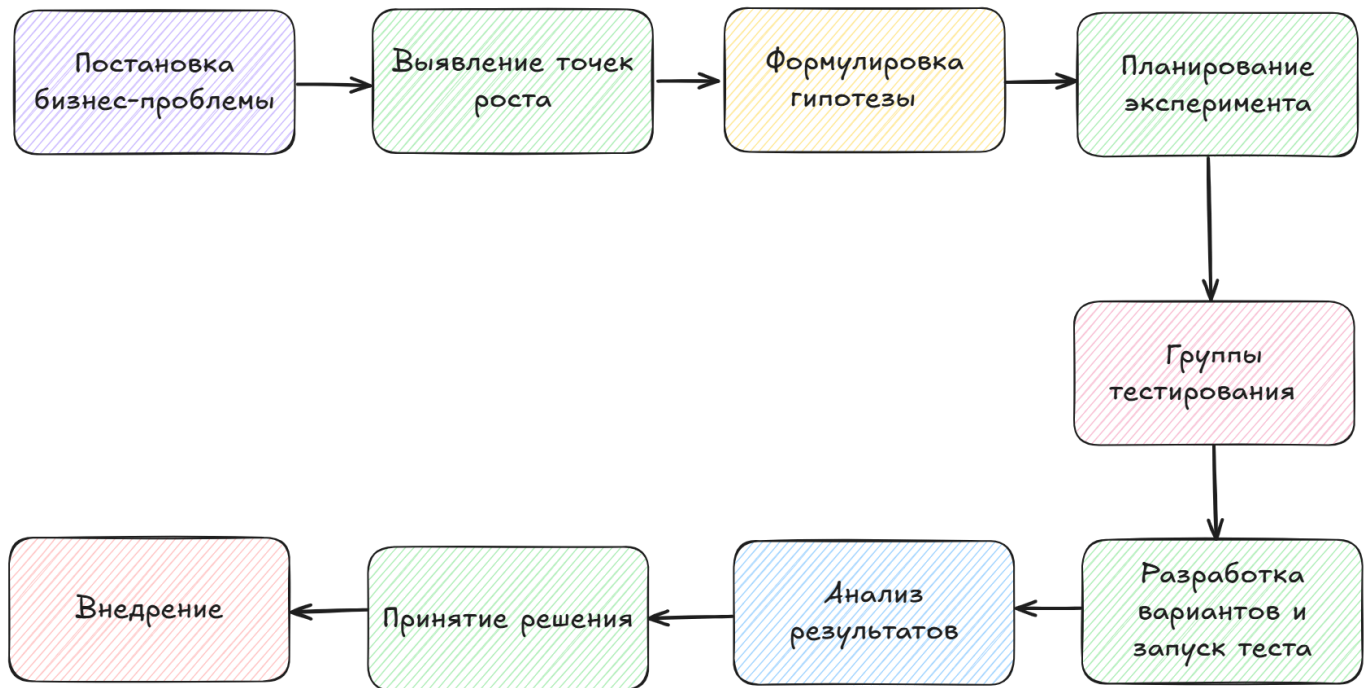 Постановка
бизнес-проблемы
Выявление точек
роста
Формулировка
гипотезы
Планирование
эксперимента
Группы
тестирования
Разработка
вариантов и
запуск теста
Анализ
результатов
Принятие решения
Внедрение